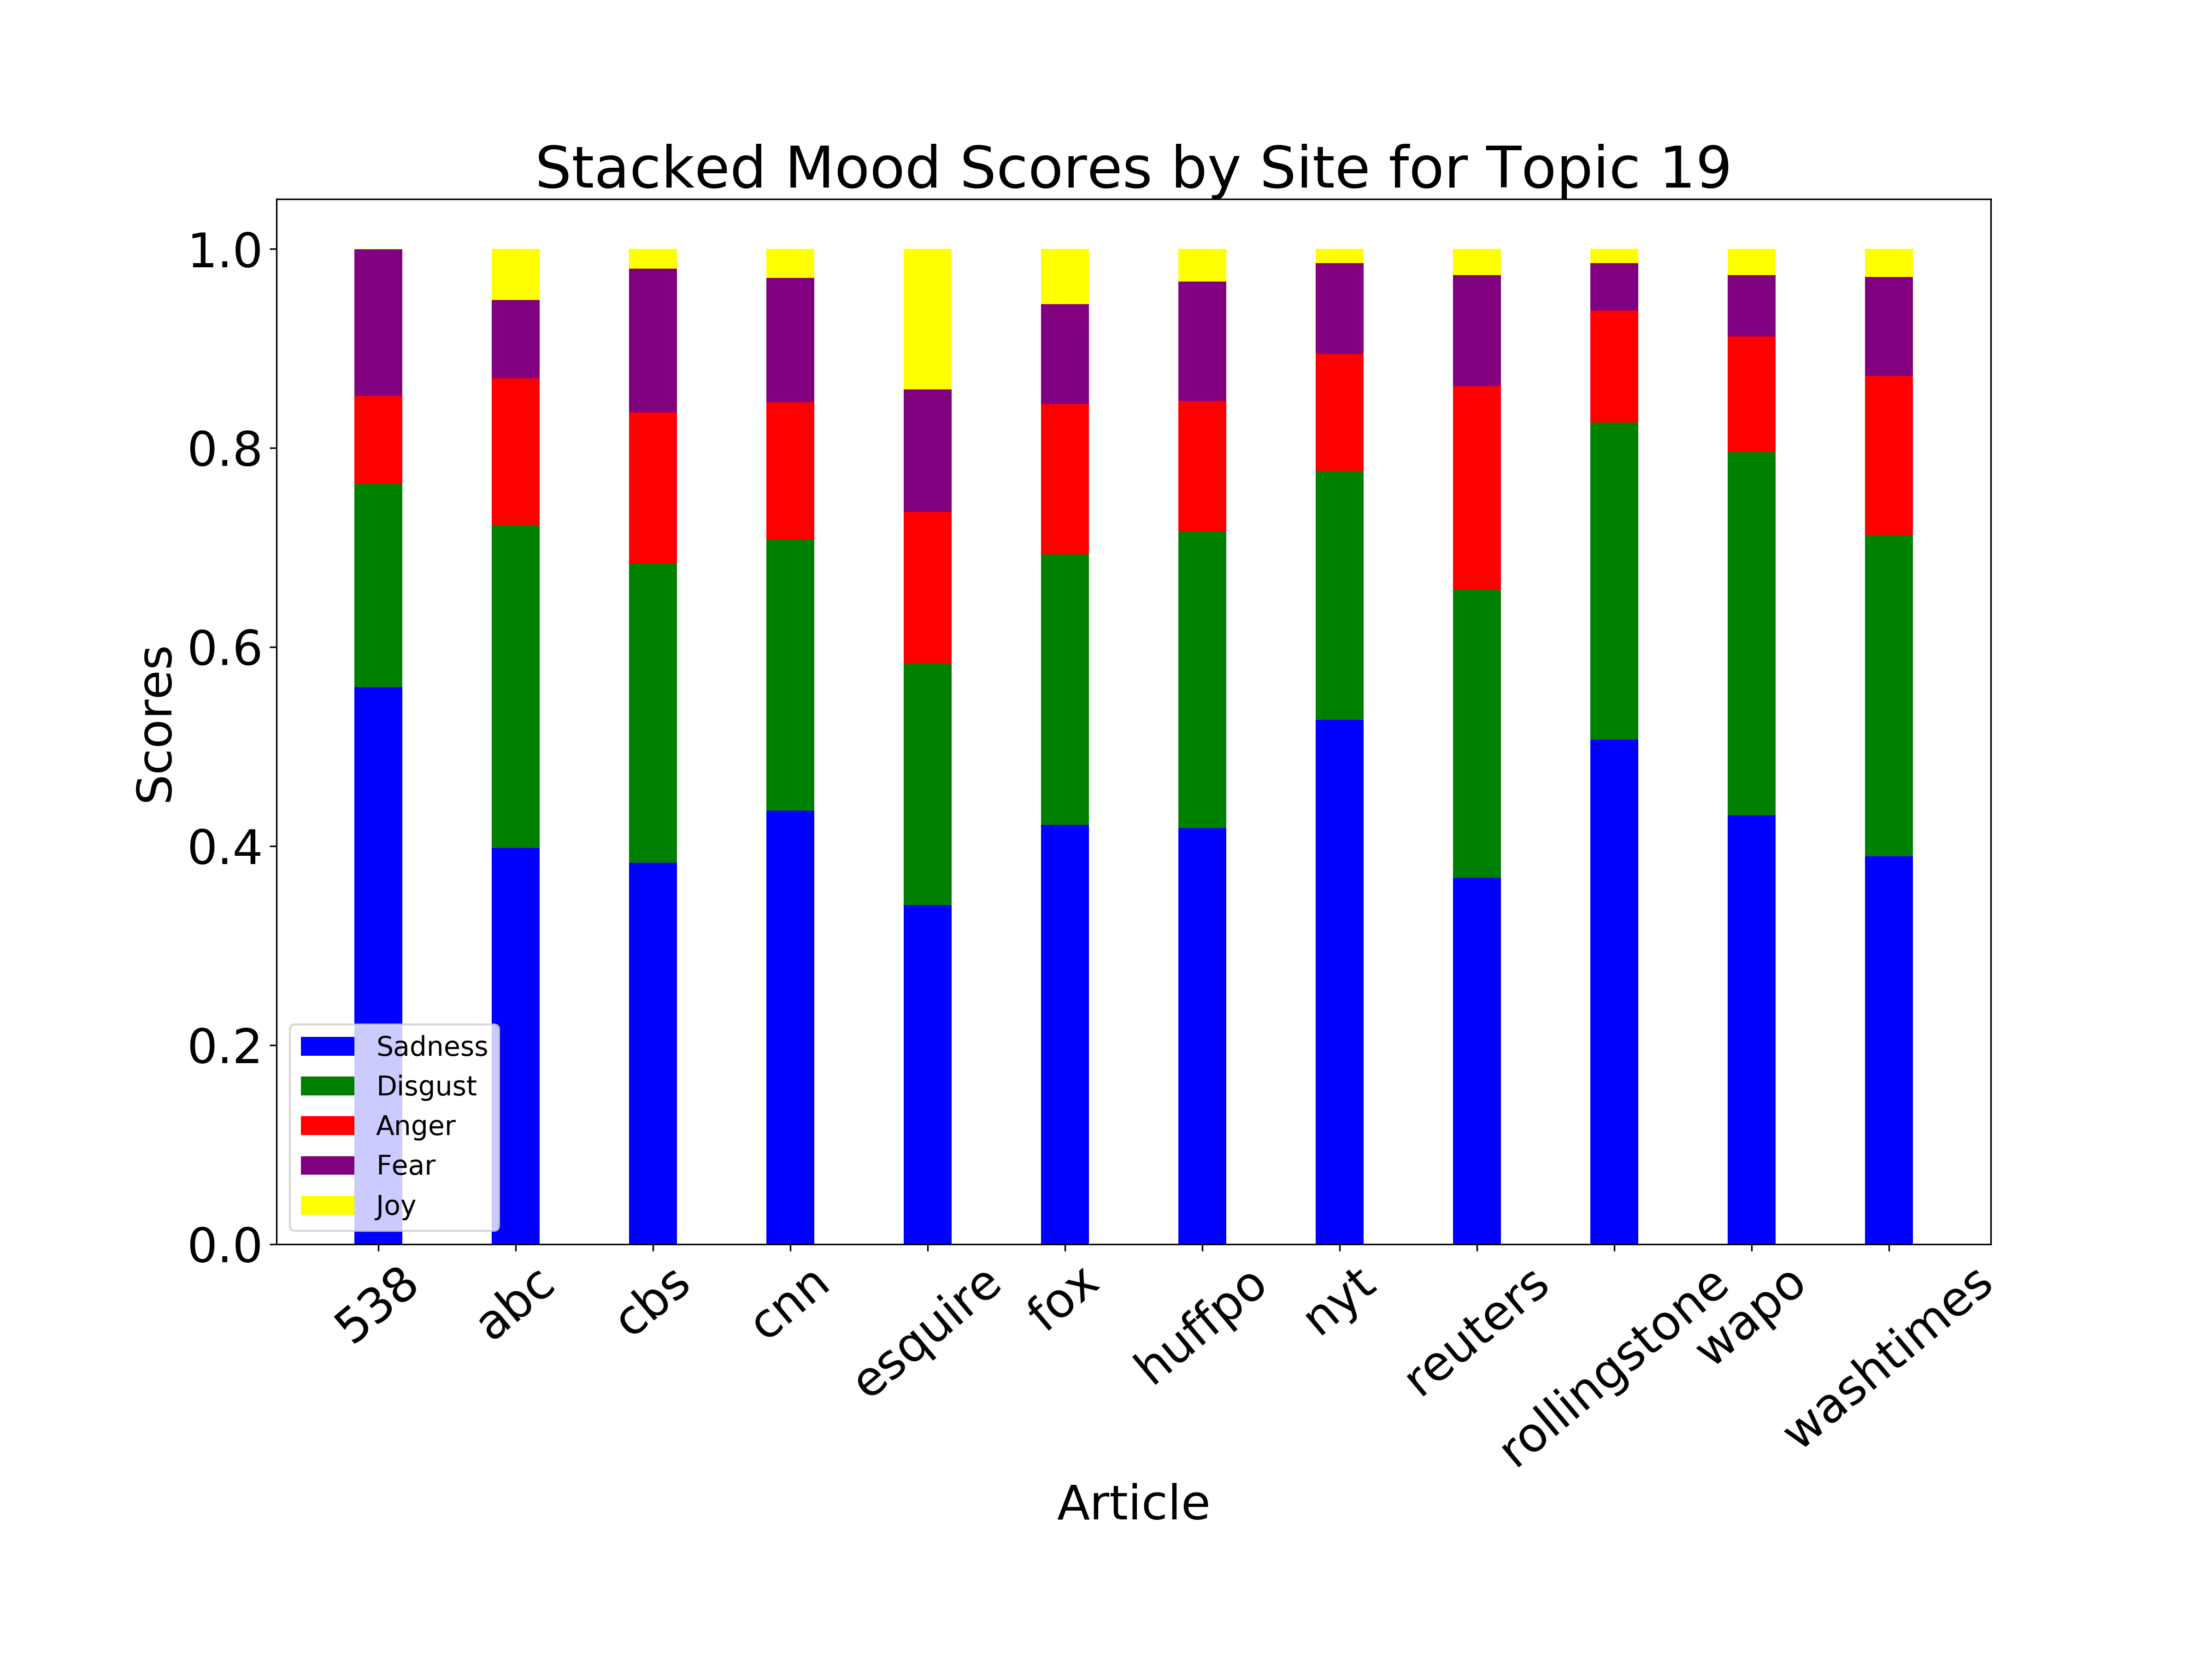 Stacked Mood Scores by Site for Topic 19
1.0
0.8
0.6
0.4
0.2
0.0
Scores
Sadness
Disgust
Anger
Fear
Joy
538
abc
cbs
cnn
esquire
fox
huffpo
nyt
reuters
rollingstone
wapo
washtimes
Article